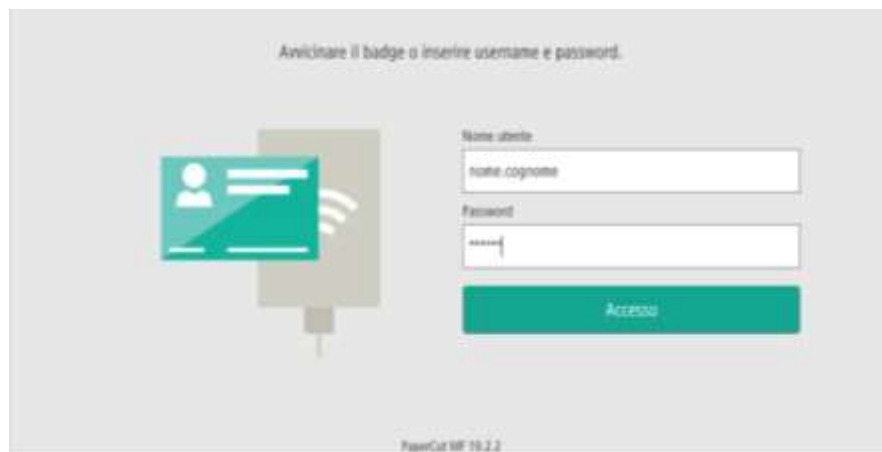 Avvicinare il badge o inserire username e password.
Nome utente
nome.cognome
Password
••••••
Accesso
PaperCut MF 19.2.2